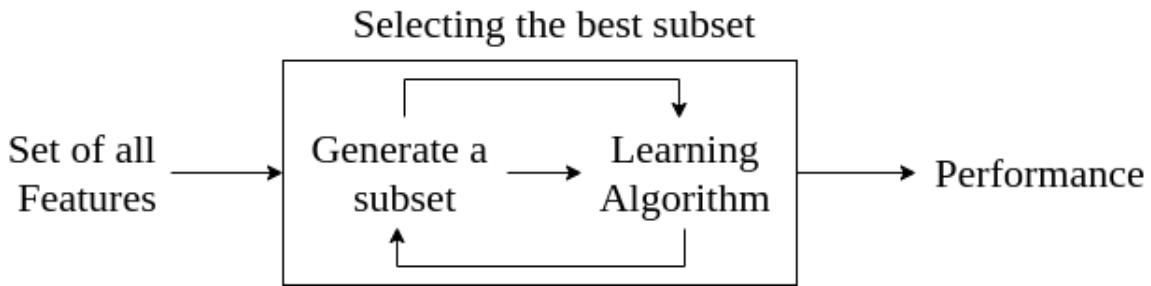 Selecting the best subset
Set of all
Features
Generate a
subset
Learning
Algorithm
Performance